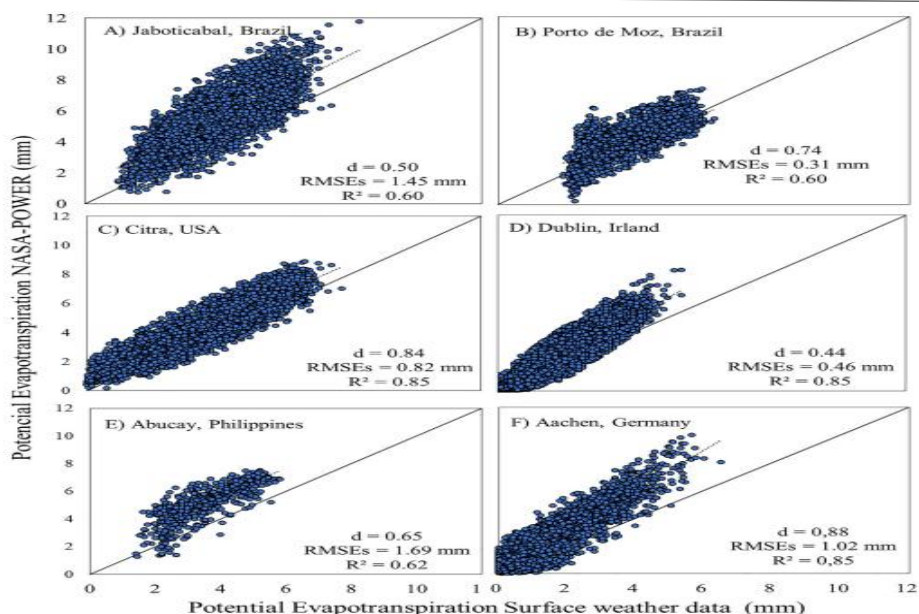 Potencial Evapotranspiration NASA-POWER (mm)
12
10
8
6
4
2
0
A) Jaboticabal, Brazil
d = 0.50
RMSEs = 1.45 mm
R² = 0.60
B) Porto de Moz, Brazil
d = 0.74
RMSEs = 0.31 mm
R² = 0.60
12
10
8
6
4
2
0
C) Citra, USA
d = 0.84
RMSEs = 0.82 mm
R² = 0.85
D) Dublin, Irland
d = 0.44
RMSEs = 0.46 mm
R² = 0.85
12
10
8
6
4
2
0
E) Abucay, Philippines
d = 0.65
RMSEs = 1.69 mm
R² = 0.62
F) Aachen, Germany
d = 0,88
RMSEs = 1.02 mm
R² = 0,85
0 2 4 6 8 10 1 0 2 4 6 8 10 12
Potential Evapotranspiration Surface weather data (mm)